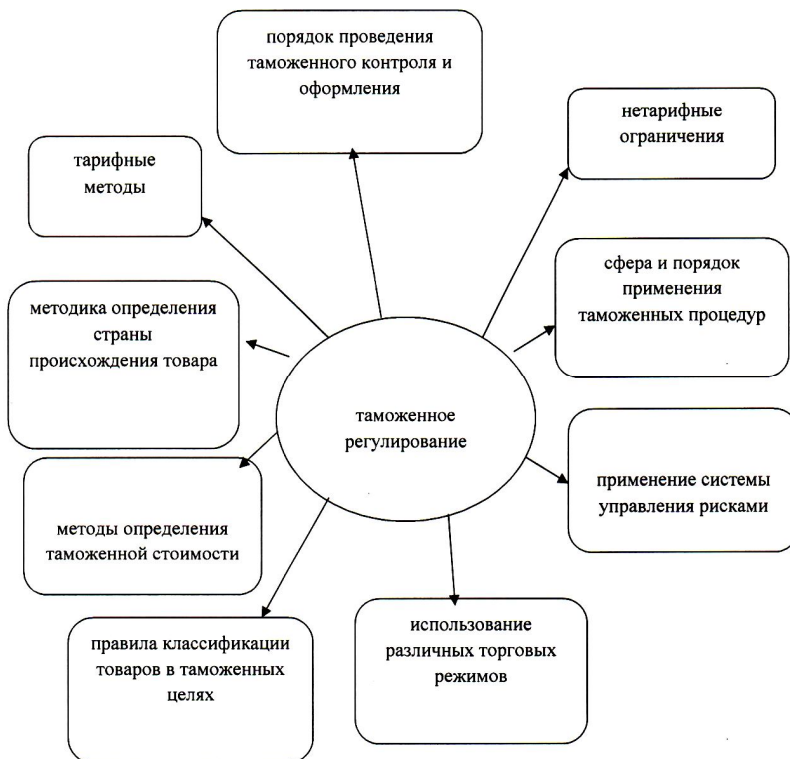 порядок проведения
таможенного контроля и
оформления
нетарифные
ограничения
тарифные
методы
сфера и порядок
применения
таможенных процедур
методика определения
страны
происхождения товара
таможенное
регулирование
применение системы
управления рисками
методы определения
таможенной стоимости
использование
различных торговых
режимов
правила классификации
товаров в таможенных
целях